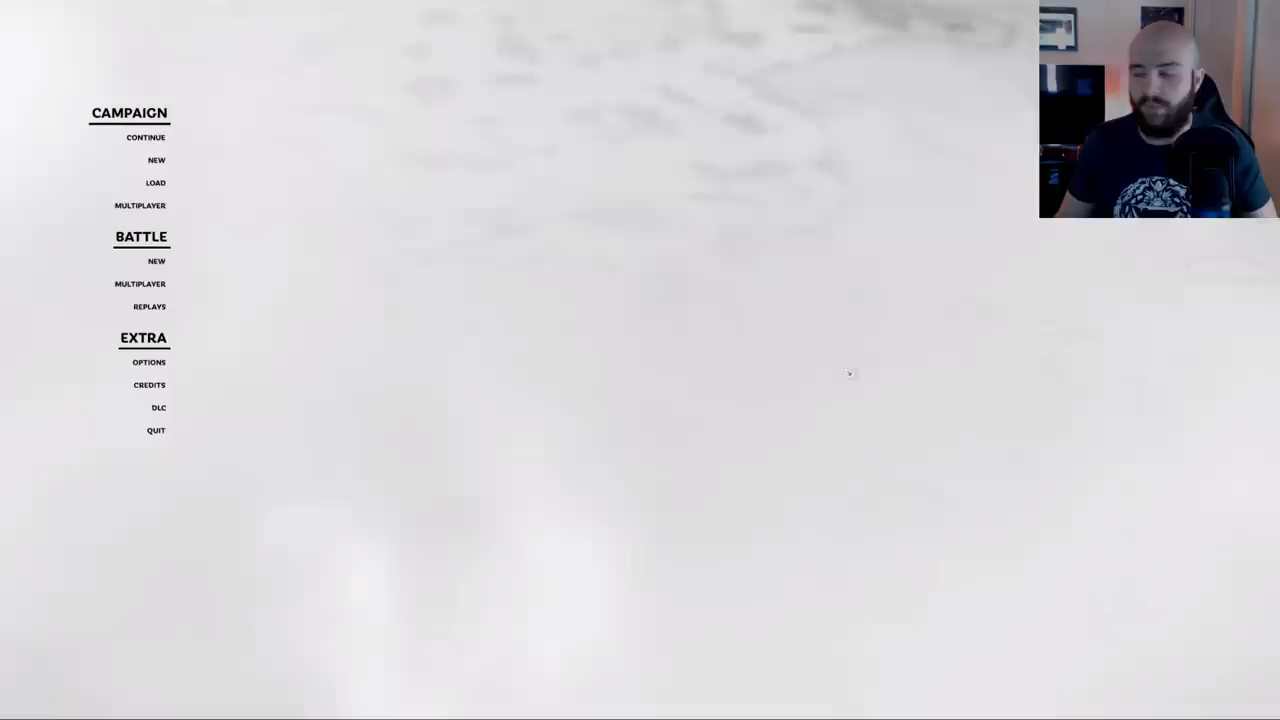 CAMPAIGN
CONTINUE
NEW
LOAD
MULTIPLAYER
BATTLE
NEW
MULTIPLAYER
REPLAYS
EXTRA
OPTIONS
CREDITS
DLC
QUIT